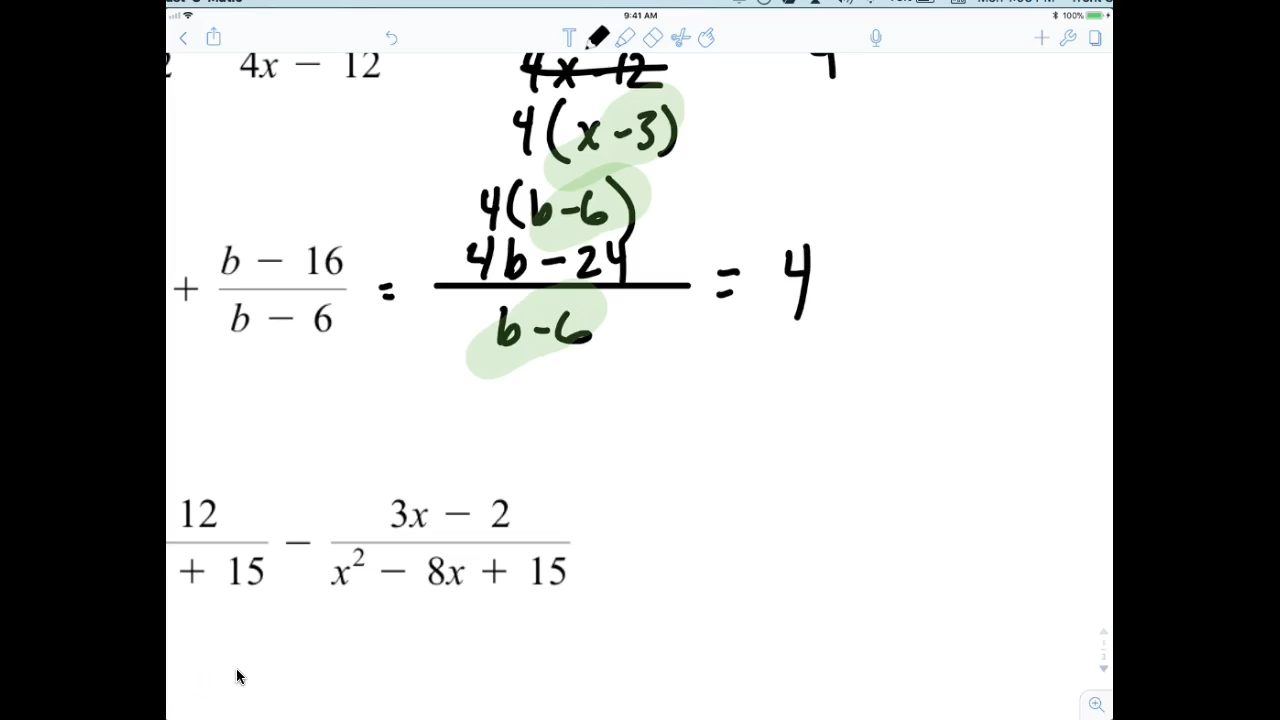 9:41 AM
100%
T
2 4x − 12
4x - 12
4(x - 3)
4(b - 6)
+ b − 16 / b − 6 = 4b - 24 / b - 6 = 4
12 / + 15 − 3x − 2 / x² − 8x + 15